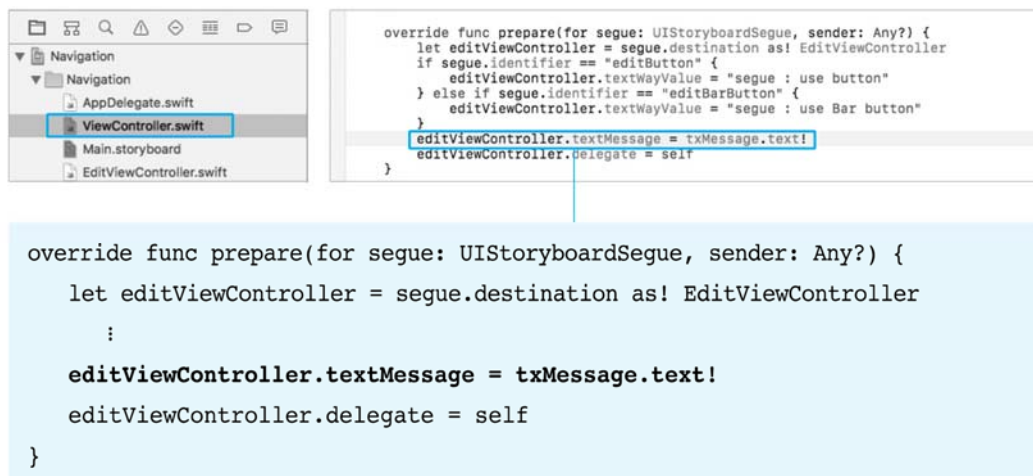 Navigation
Navigation
AppDelegate.swift
ViewController.swift
Main.storyboard
EditViewController.swift
override func prepare(for segue: UIStoryboardSegue, sender: Any?) {
let editViewController = segue.destination as! EditViewController
if segue.identifier == "editButton" {
editViewController.textWayValue = "segue : use button"
} else if segue.identifier == "editBarButton" {
editViewController.textWayValue = "segue : use Bar button"
}
editViewController.textMessage = txMessage.text!
editViewController.delegate = self
}
override func prepare(for segue: UIStoryboardSegue, sender: Any?) {
let editViewController = segue.destination as! EditViewController
⋮
editViewController.textMessage = txMessage.text!
editViewController.delegate = self
}